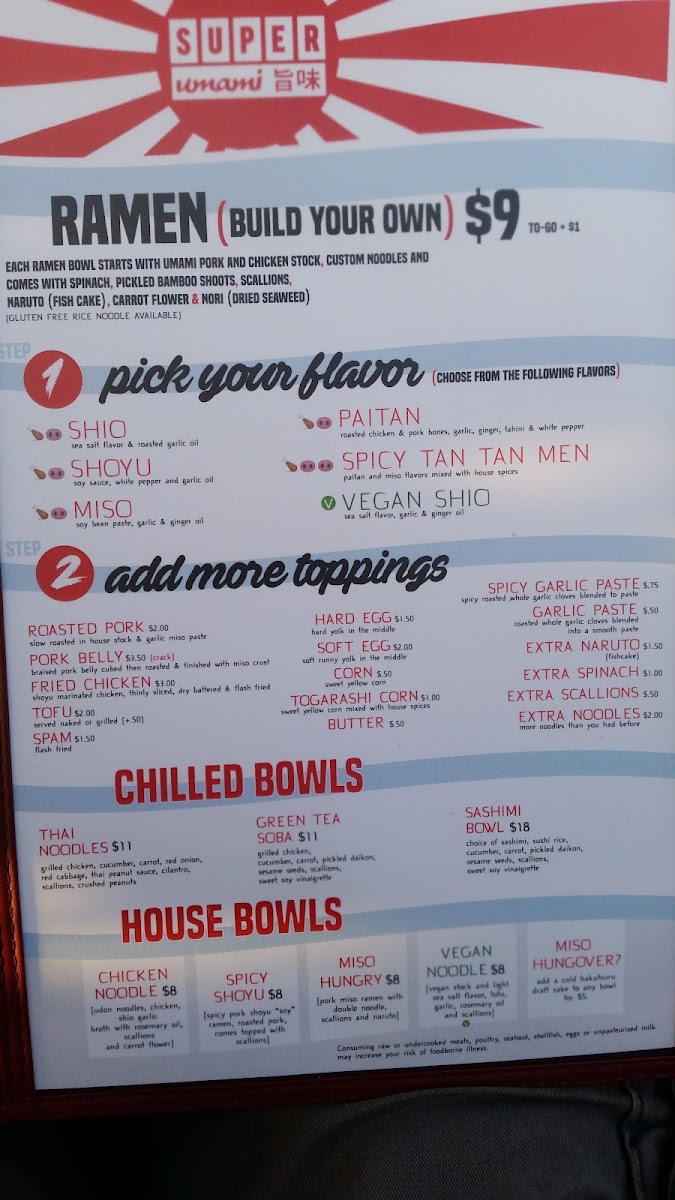 SUPER
umami 旨味
RAMEN (BUILD YOUR OWN) $9 TO-GO + $1
EACH RAMEN BOWL STARTS WITH UMAMI PORK AND CHICKEN STOCK, CUSTOM NOODLES AND
COMES WITH SPINACH, PICKLED BAMBOO SHOOTS, SCALLIONS,
NARUTO (FISH CAKE), CARROT FLOWER & NORI (DRIED SEAWEED)
(GLUTEN FREE RICE NOODLE AVAILABLE)
STEP
1 pick your flavor (CHOOSE FROM THE FOLLOWING FLAVORS)
SHIO
sea salt flavor & roasted garlic oil
SHOYU
soy sauce, white pepper and garlic oil
MISO
soy bean paste, garlic & ginger oil
PAITAN
roasted chicken & pork bones, garlic, ginger, tahini & white pepper
SPICY TAN TAN MEN
paitan and miso flavors mixed with house spices
V VEGAN SHIO
sea salt flavor, garlic & ginger oil
STEP
2 add more toppings
ROASTED PORK $2.00
slow roasted in house stock & garlic miso paste
PORK BELLY $3.50 (crack)
braised pork belly cubed then roasted & finished with miso crust
FRIED CHICKEN $3.00
shoyu marinated chicken, thinly sliced, dry battered & flash fried
TOFU $2.00
served naked or grilled (+.50)
SPAM $1.50
flash fried
HARD EGG $1.50
hard yolk in the middle
SOFT EGG $2.00
soft runny yolk in the middle
CORN $.50
sweet yellow corn
TOGARASHI CORN $1.00
sweet yellow corn mixed with house spices
BUTTER $.50
SPICY GARLIC PASTE $.75
spicy roasted whole garlic cloves blended to paste
GARLIC PASTE $.50
roasted whole garlic cloves blended
into a smooth paste
EXTRA NARUTO $1.50
(fishcake)
EXTRA SPINACH $1.00
EXTRA SCALLIONS $.50
EXTRA NOODLES $2.00
more noodles than you had before
CHILLED BOWLS
THAI
NOODLES $11
grilled chicken, cucumber, carrot, red onion,
red cabbage, thai peanut sauce, cilantro,
scallions, crushed peanuts
GREEN TEA
SOBA $11
grilled chicken,
cucumber, carrot, pickled daikon,
sesame seeds, scallions,
sweet soy vinaigrette
SASHIMI
BOWL $18
choice of sashimi, sushi rice,
cucumber, carrot, pickled daikon,
sesame seeds, scallions,
sweet soy vinaigrette
HOUSE BOWLS
CHICKEN
NOODLE $8
[udon noodles, chicken,
shio garlic
broth with rosemary oil,
scallions
and carrot flower]
SPICY
SHOYU $8
[spicy pork shoyu "soy"
ramen, roasted pork,
comes topped with
scallions]
MISO
HUNGRY $8
[pork miso ramen with
double noodle,
scallions and naruto]
VEGAN
NOODLE $8
[vegan stock and light
sea salt flavor, tofu,
garlic, rosemary oil
and scallions]
V
MISO
HUNGOVER?
add a cold hakutsuru
draft sake to any bowl
for $5.
Consuming raw or undercooked meats, poultry, seafood, shellfish, eggs or unpasteurized milk
may increase your risk of foodborne illness.